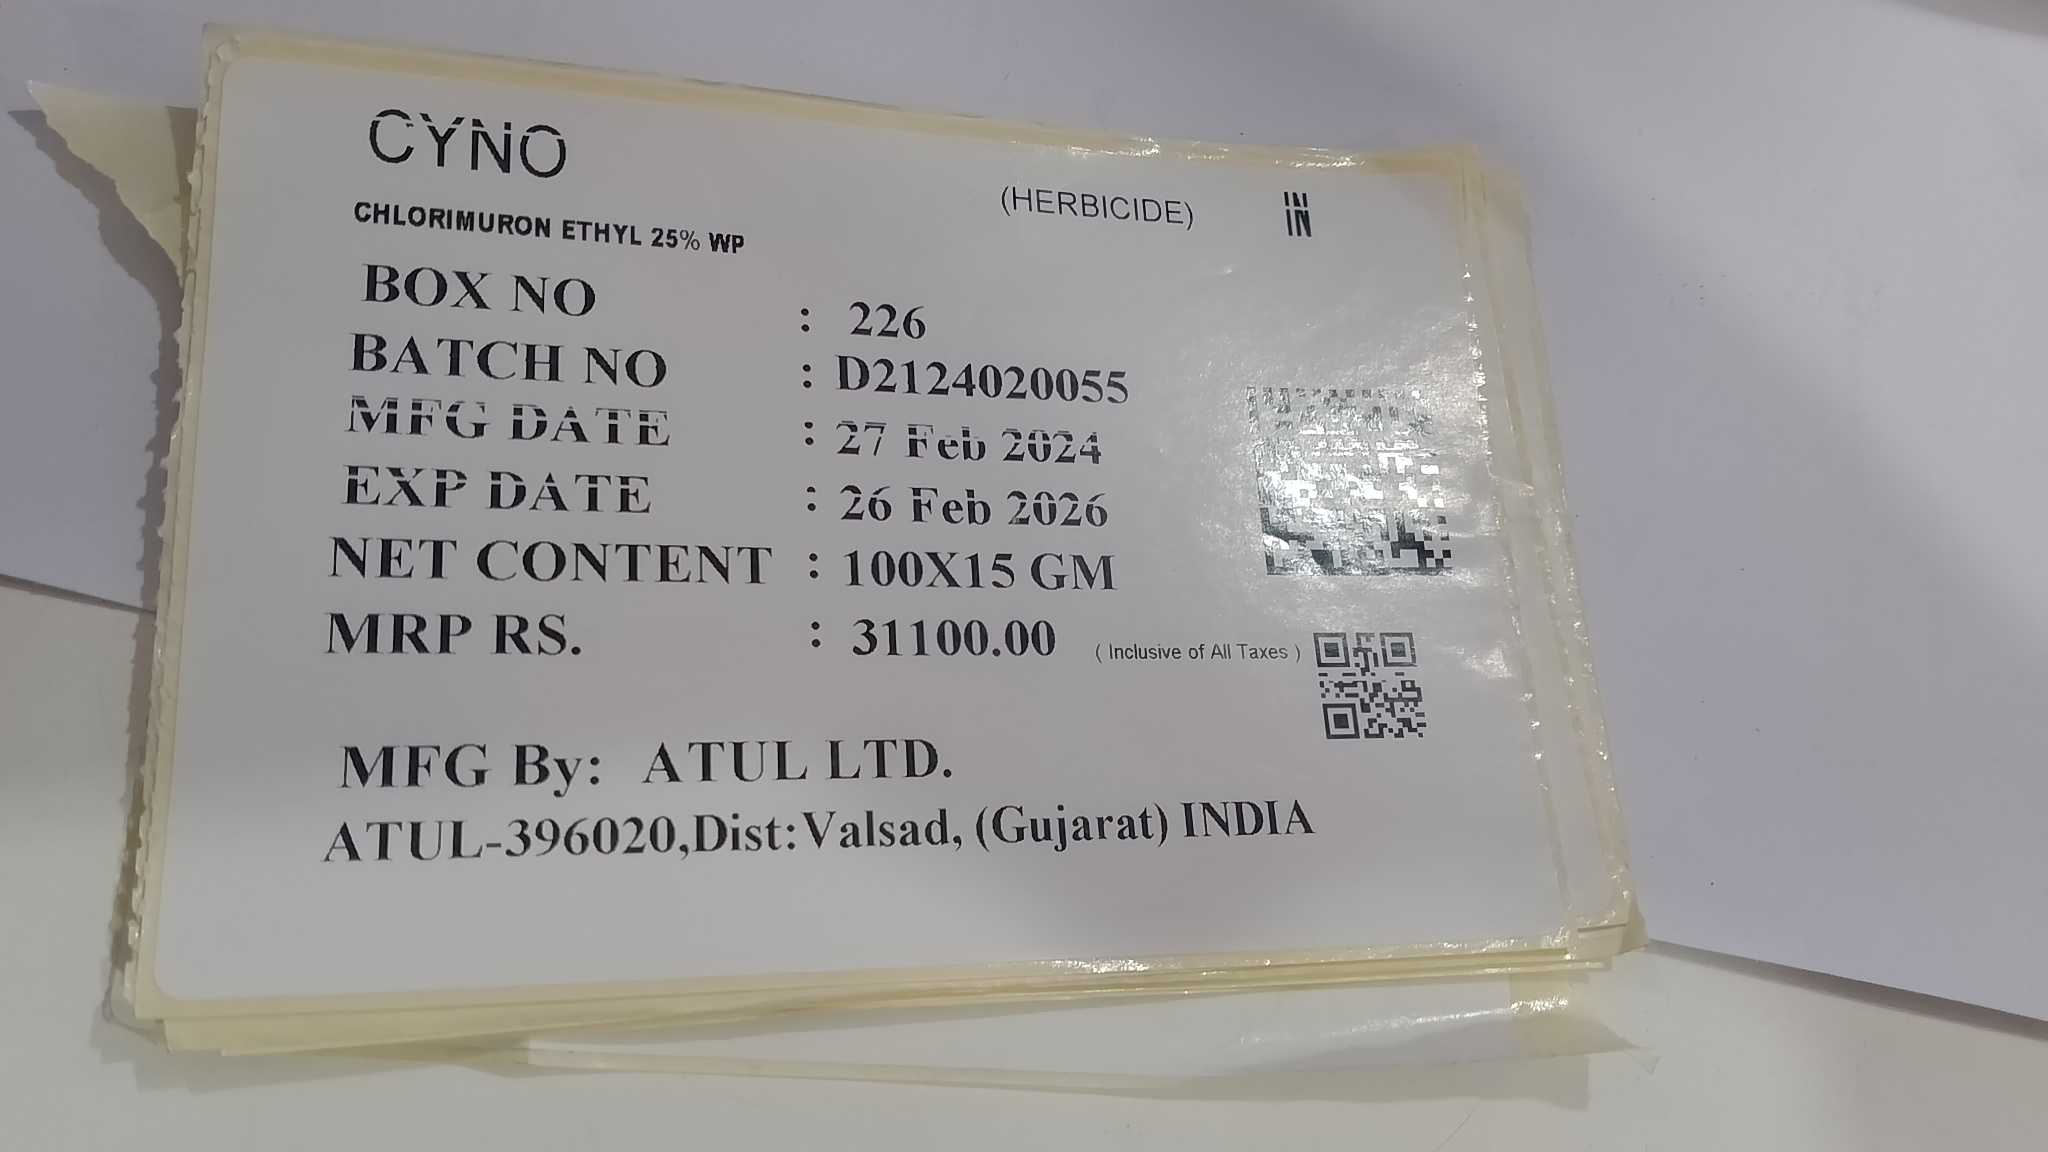 CYNO
(HERBICIDE) IN
CHLORIMURON ETHYL 25% WP
BOX NO : 226
BATCH NO : D2124020055
MFG DATE : 27 Feb 2024
EXP DATE : 26 Feb 2026
NET CONTENT : 100X15 GM
MRP RS. : 31100.00 ( Inclusive of All Taxes )
MFG By: ATUL LTD.
ATUL-396020,Dist:Valsad, (Gujarat) INDIA